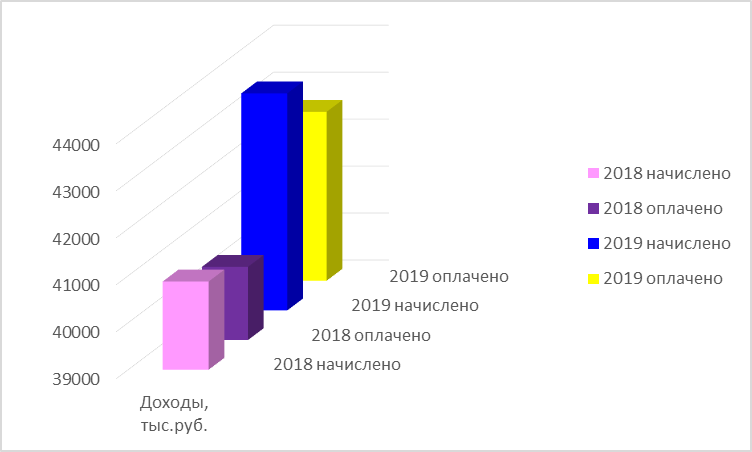 44000
43000
42000
41000
40000
39000
Доходы,
тыс.руб.
2019 оплачено
2019 начислено
2018 оплачено
2018 начислено
2018 начислено
2018 оплачено
2019 начислено
2019 оплачено